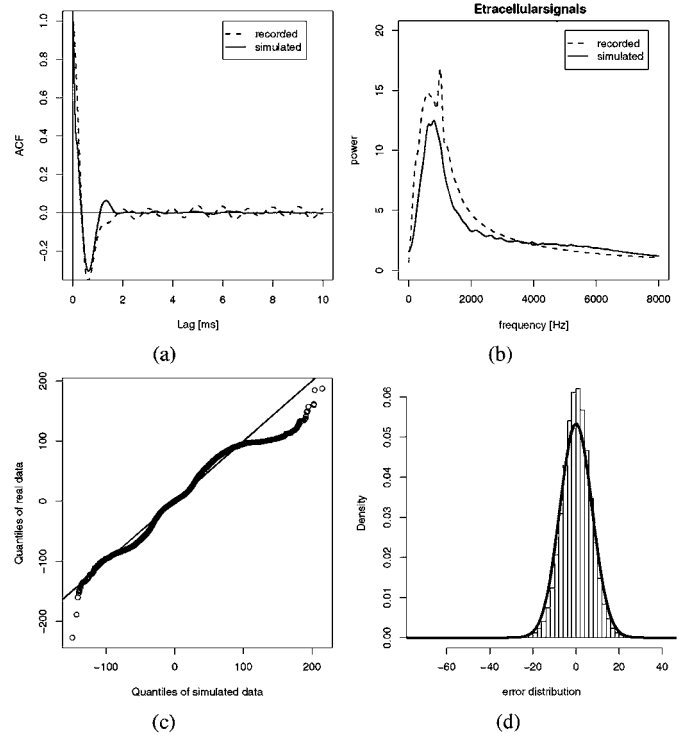 Etracellularsignals
recorded
simulated
ACF
1.0
0.8
0.6
0.4
0.2
0.0
−0.2
0
2
4
6
8
10
Lag [ms]
(a)
recorded
simulated
power
20
15
10
5
0
0
2000
4000
6000
8000
frequency [Hz]
(b)
Quantiles of real data
200
100
0
−100
−200
−100
0
100
200
Quantiles of simulated data
(c)
Density
0.06
0.05
0.04
0.03
0.02
0.01
0.00
−60
−40
−20
0
20
40
error distribution
(d)